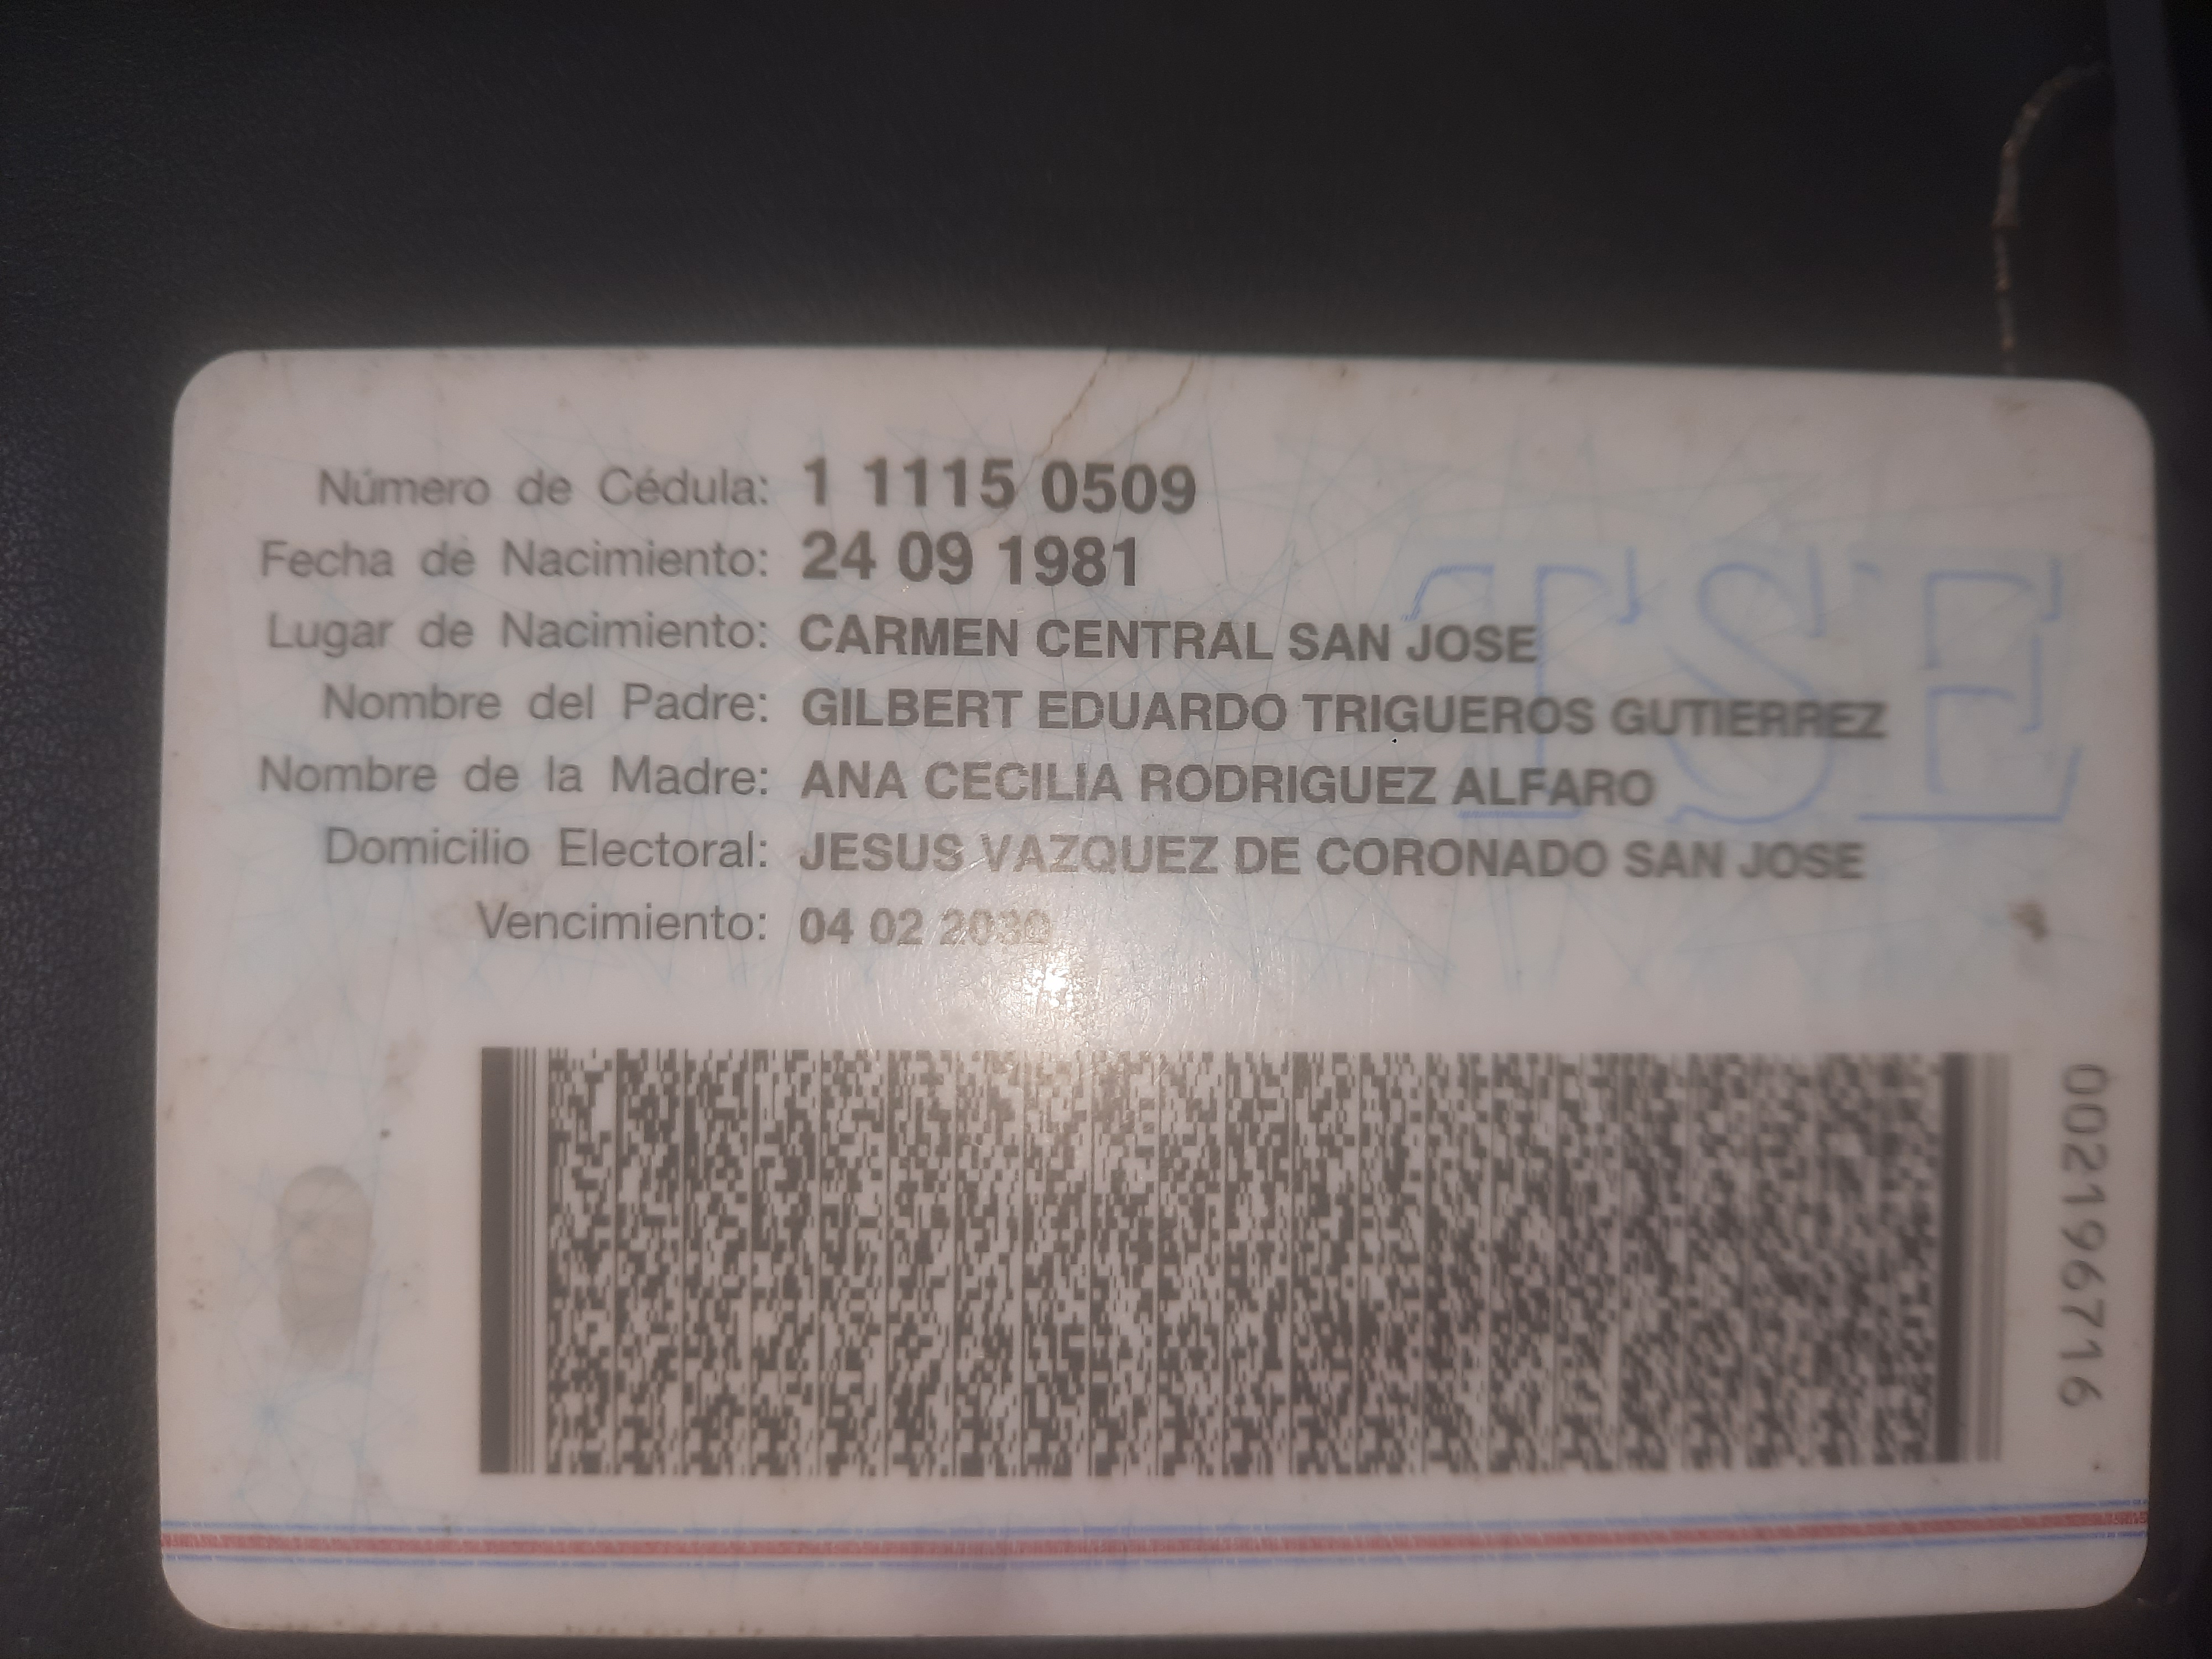 Número de Cédula: 1 1115 0509
Fecha de Nacimiento: 24 09 1981
Lugar de Nacimiento: CARMEN CENTRAL SAN JOSE
Nombre del Padre: GILBERT EDUARDO TRIGUEROS GUTIERREZ
Nombre de la Madre: ANA CECILIA RODRIGUEZ ALFARO
Domicilio Electoral: JESUS VAZQUEZ DE CORONADO SAN JOSE
Vencimiento: 04 02 2030
TSE
002196716